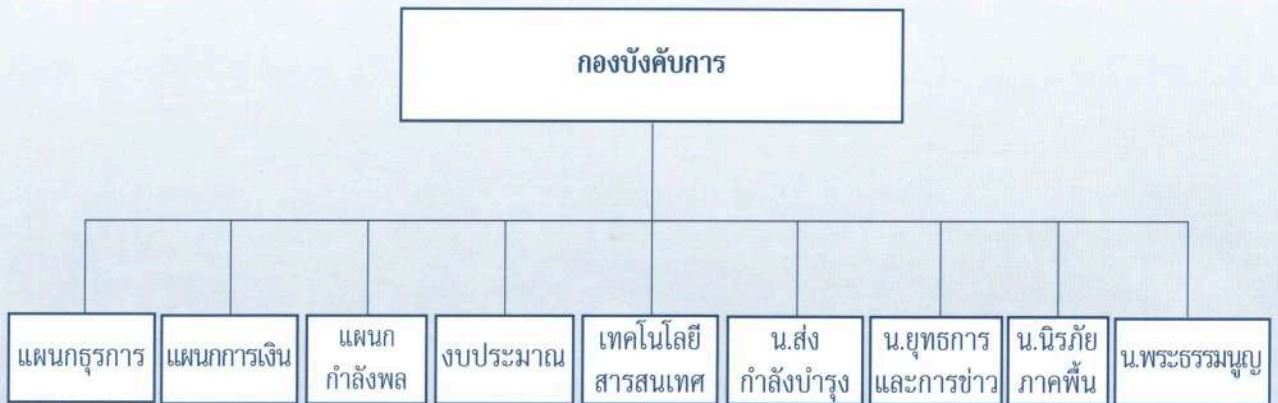 กองบังคับการ
แผนกธุรการ
แผนกการเงิน
แผนก
กำลังพล
งบประมาณ
เทคโนโลยี
สารสนเทศ
น.ส่ง
กำลังบำรุง
น.ยุทธการ
และการข่าว
น.นิรภัย
ภาคพื้น
น.พระธรรมนูญ